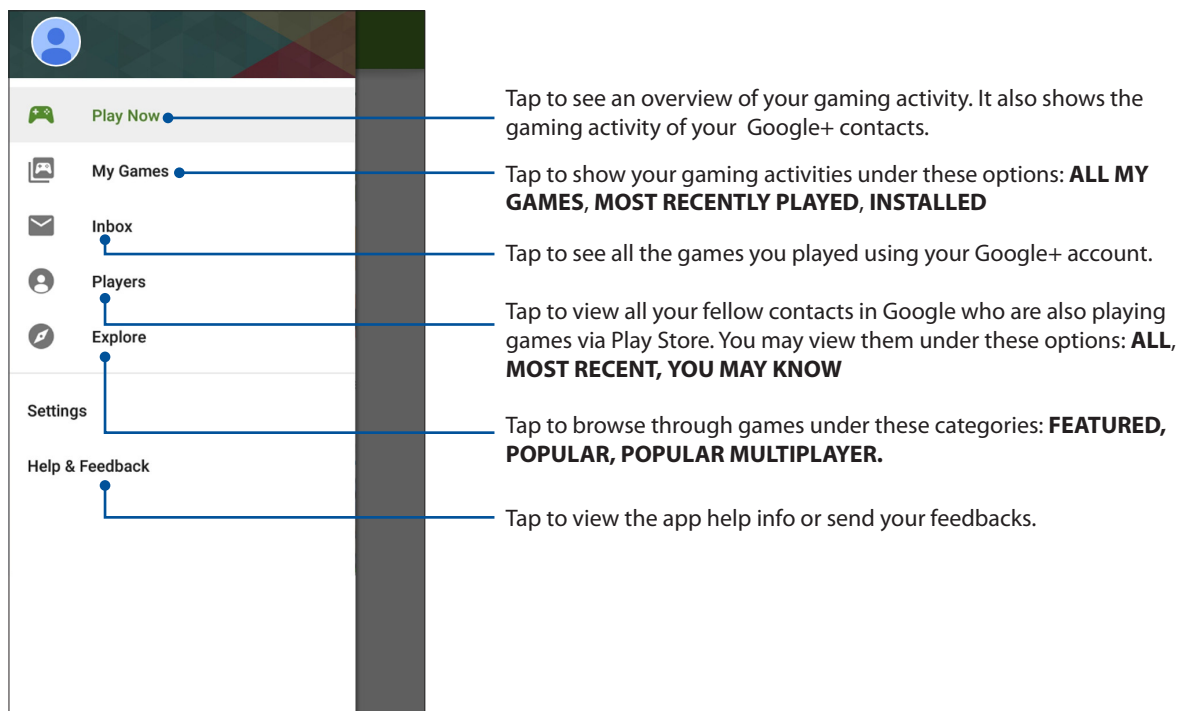 Play Now
Tap to see an overview of your gaming activity. It also shows the
gaming activity of your  Google+ contacts.
My Games
Tap to show your gaming activities under these options: ALL MY
GAMES, MOST RECENTLY PLAYED, INSTALLED
Inbox
Tap to see all the games you played using your Google+ account.
Players
Tap to view all your fellow contacts in Google who are also playing
games via Play Store. You may view them under these options: ALL,
MOST RECENT, YOU MAY KNOW
Explore
Tap to browse through games under these categories: FEATURED,
POPULAR, POPULAR MULTIPLAYER.
Settings
Help & Feedback
Tap to view the app help info or send your feedbacks.